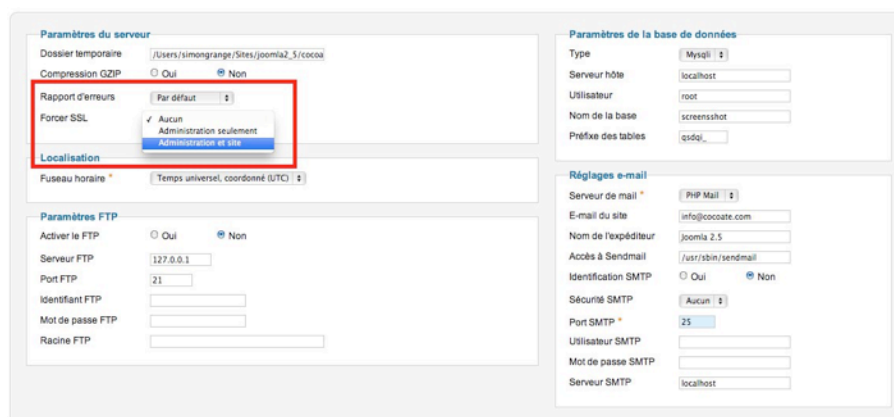 Paramètres du serveur
Dossier temporaire /Users/simongrange/Sites/joomla2_5/cocoa
Compression GZIP Oui Non
Rapport d'erreurs Par défaut
Forcer SSL ✓ Aucun
Administration seulement
Administration et site
Localisation
Fuseau horaire * Temps universel, coordonné (UTC)
Paramètres FTP
Activer le FTP Oui Non
Serveur FTP 127.0.0.1
Port FTP 21
Identifiant FTP
Mot de passe FTP
Racine FTP
Paramètres de la base de données
Type Mysqli
Serveur hôte localhost
Utilisateur root
Nom de la base screensshot
Préfixe des tables qsdqi_
Réglages e-mail
Serveur de mail * PHP Mail
E-mail du site info@cocoate.com
Nom de l'expéditeur Joomla 2.5
Accès à Sendmail /usr/sbin/sendmail
Identification SMTP Oui Non
Sécurité SMTP Aucun
Port SMTP * 25
Utilisateur SMTP
Mot de passe SMTP
Serveur SMTP localhost